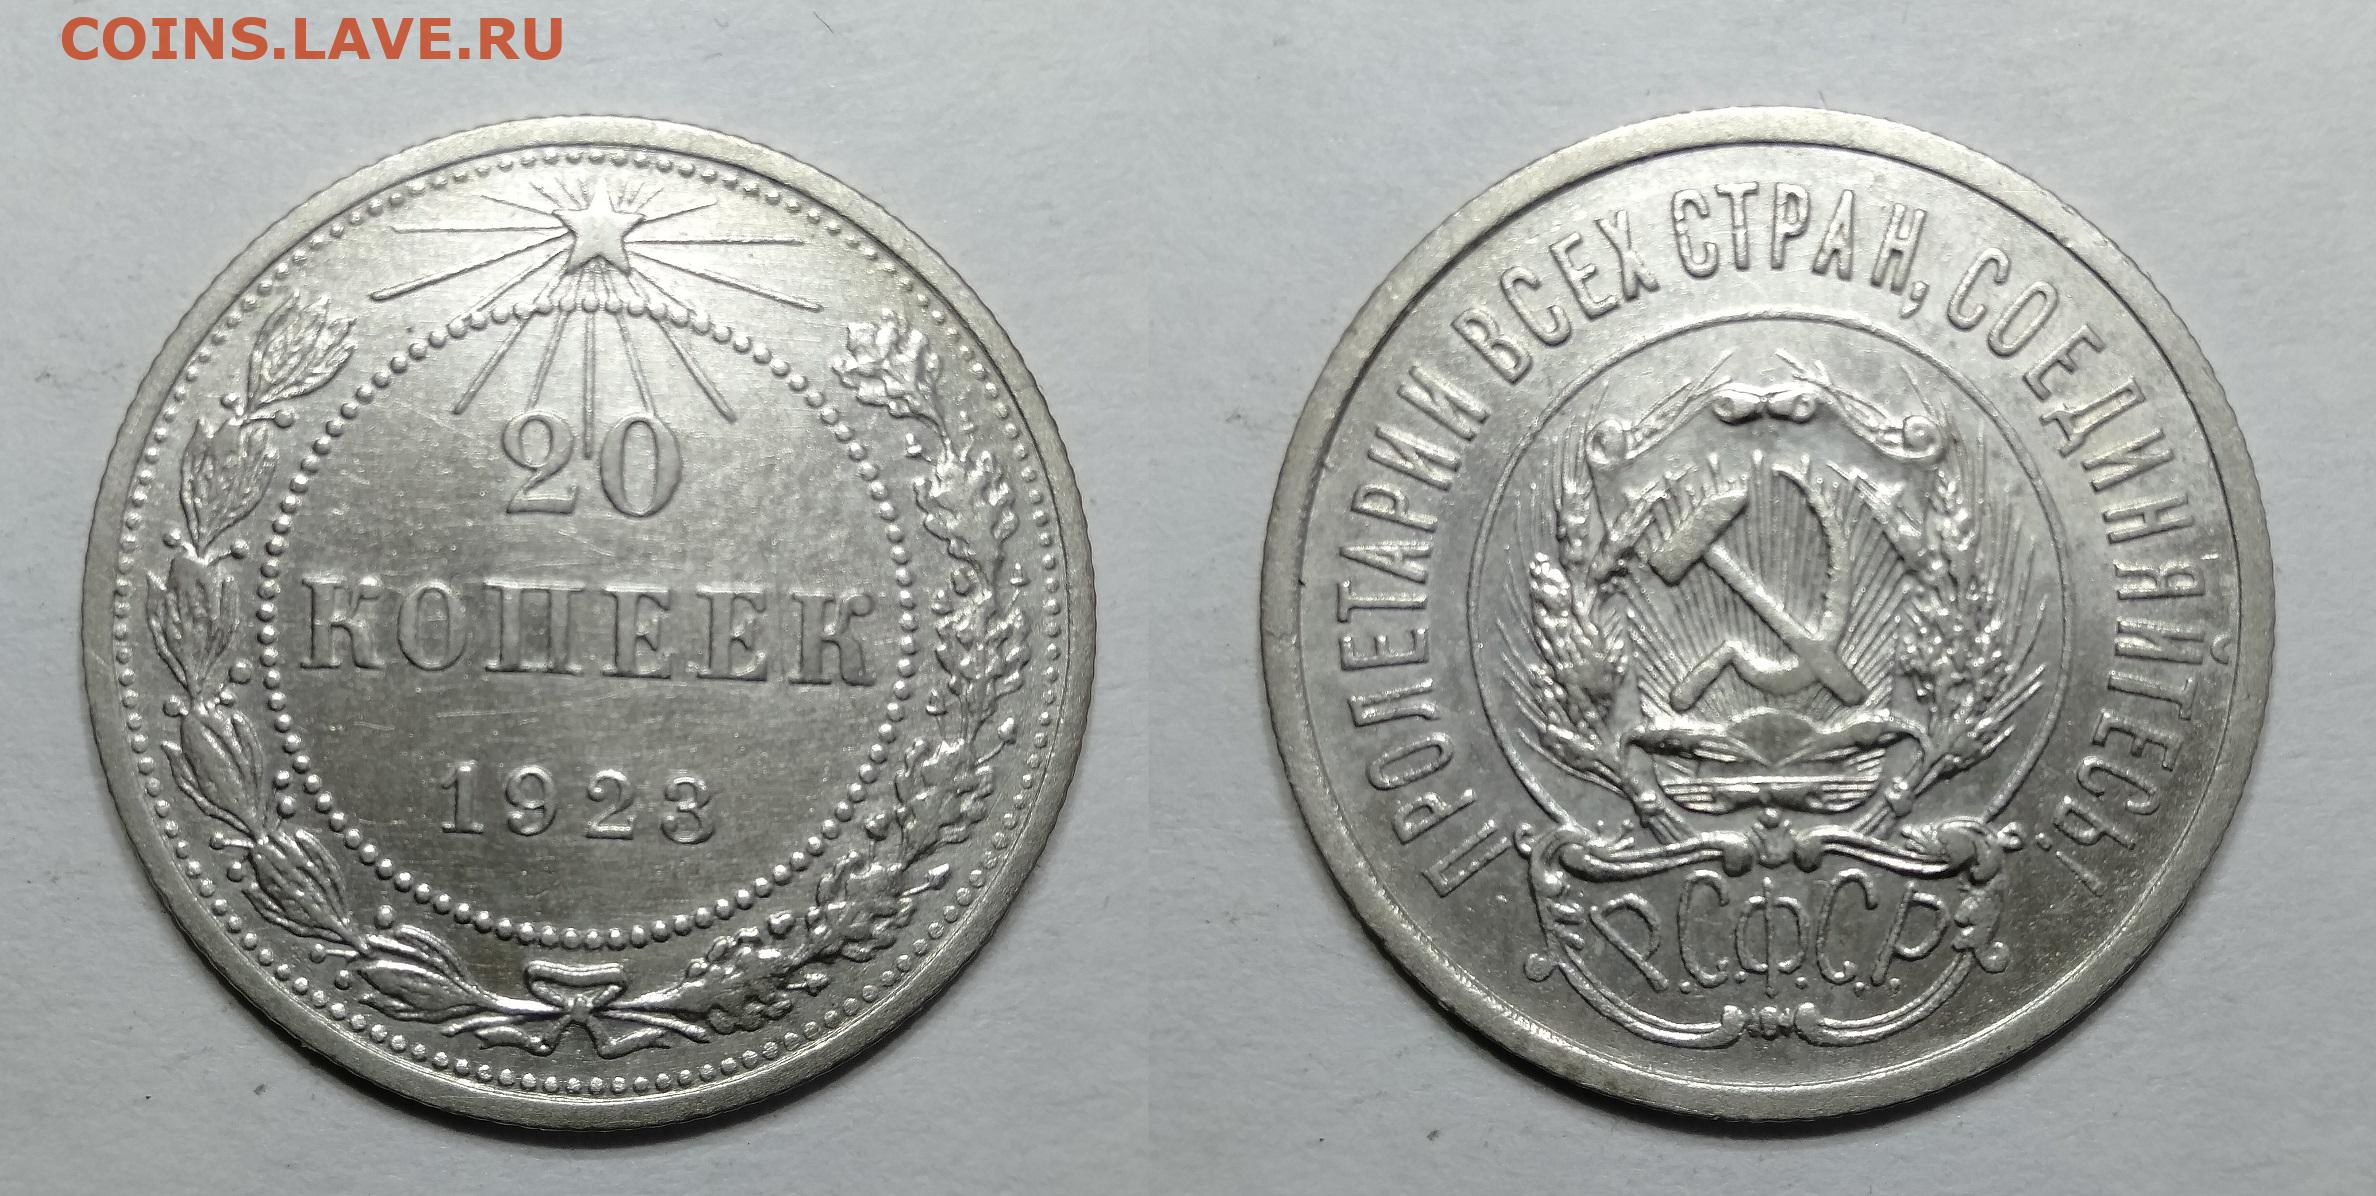 COINS.LAVE.RU
20
КОПЕЕК
1923
ПРОЛЕТАРИИ ВСЕХ СТРАН, СОЕДИНЯЙТЕСЬ!
Р.С.Ф.С.Р.